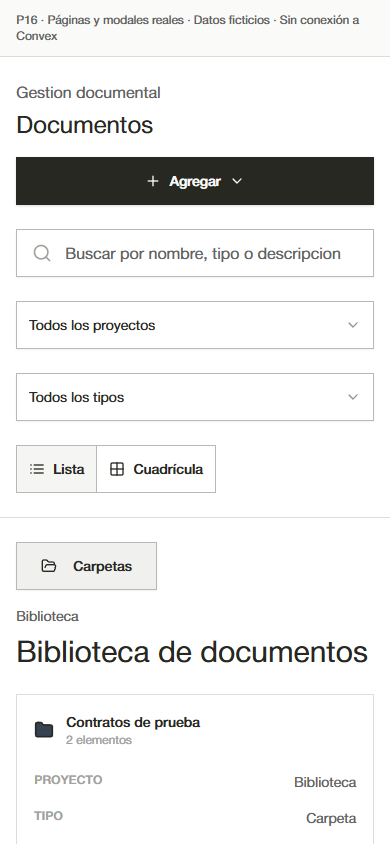 P16 · Páginas y modales reales · Datos ficticios · Sin conexión a
Convex
Gestion documental
Documentos
Agregar
Buscar por nombre, tipo o descripcion
Todos los proyectos
Todos los tipos
Lista
Cuadrícula
Carpetas
Biblioteca
Biblioteca de documentos
Contratos de prueba
2 elementos
PROYECTO
Biblioteca
TIPO
Carpeta